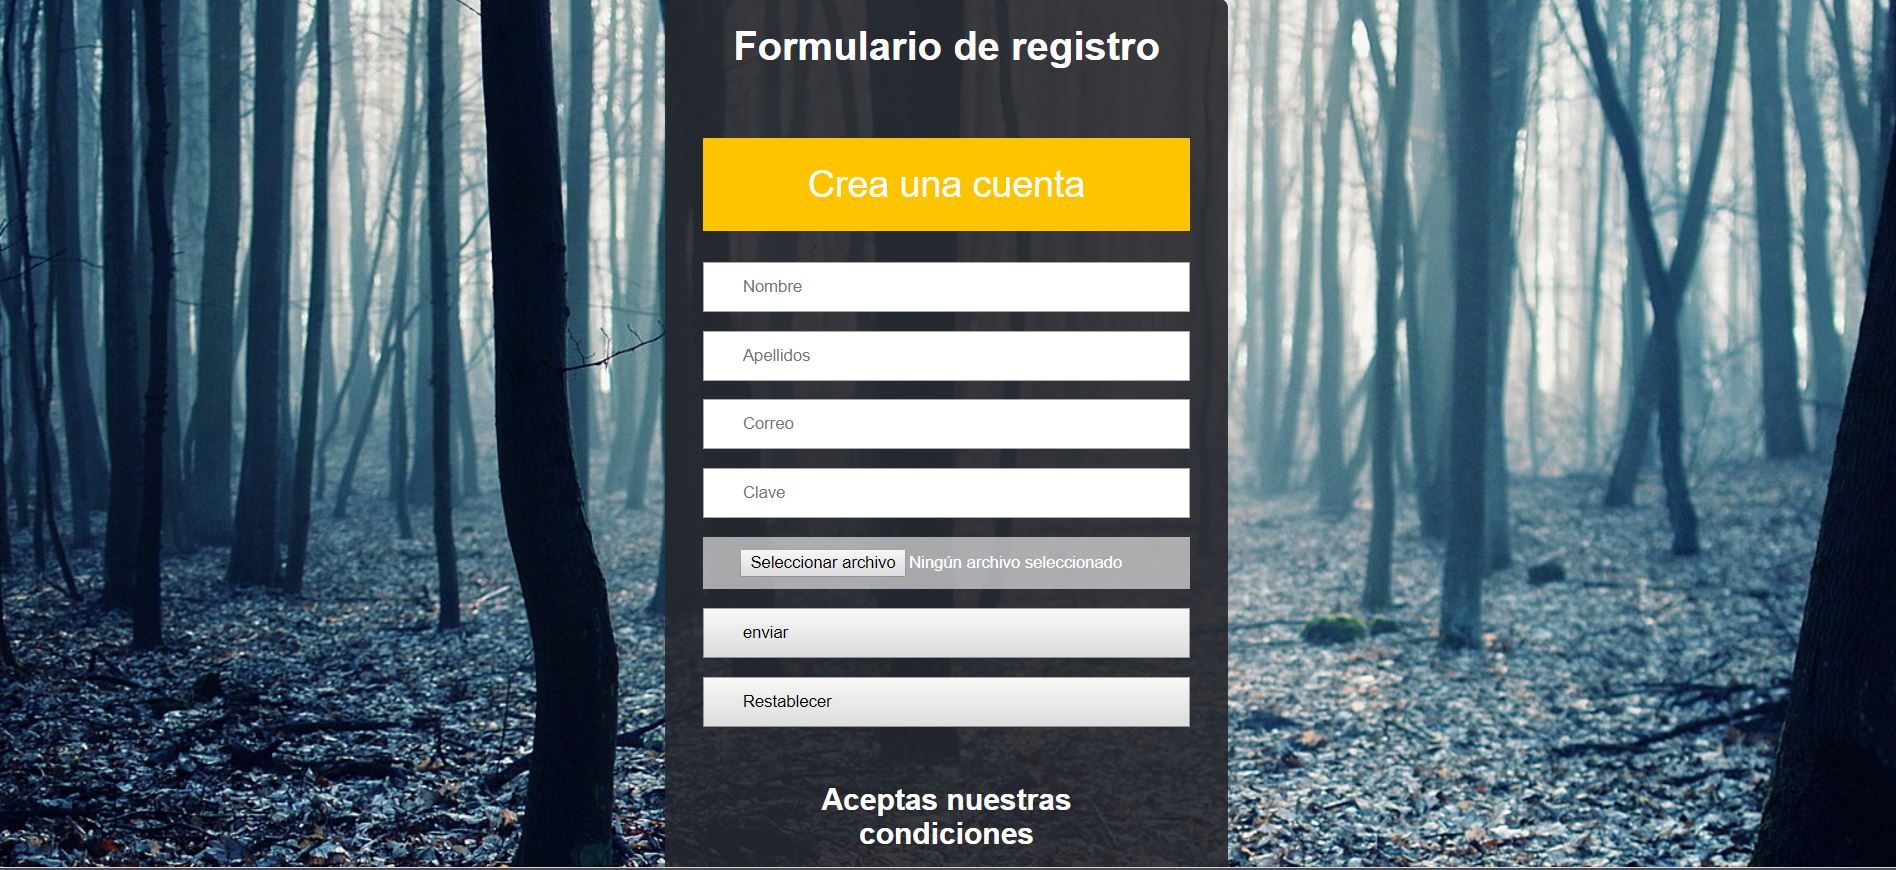 Formulario de registro
Crea una cuenta
Nombre
Apellidos
Correo
Clave
Seleccionar archivo Ningún archivo seleccionado
enviar
Restablecer
Aceptas nuestras
condiciones